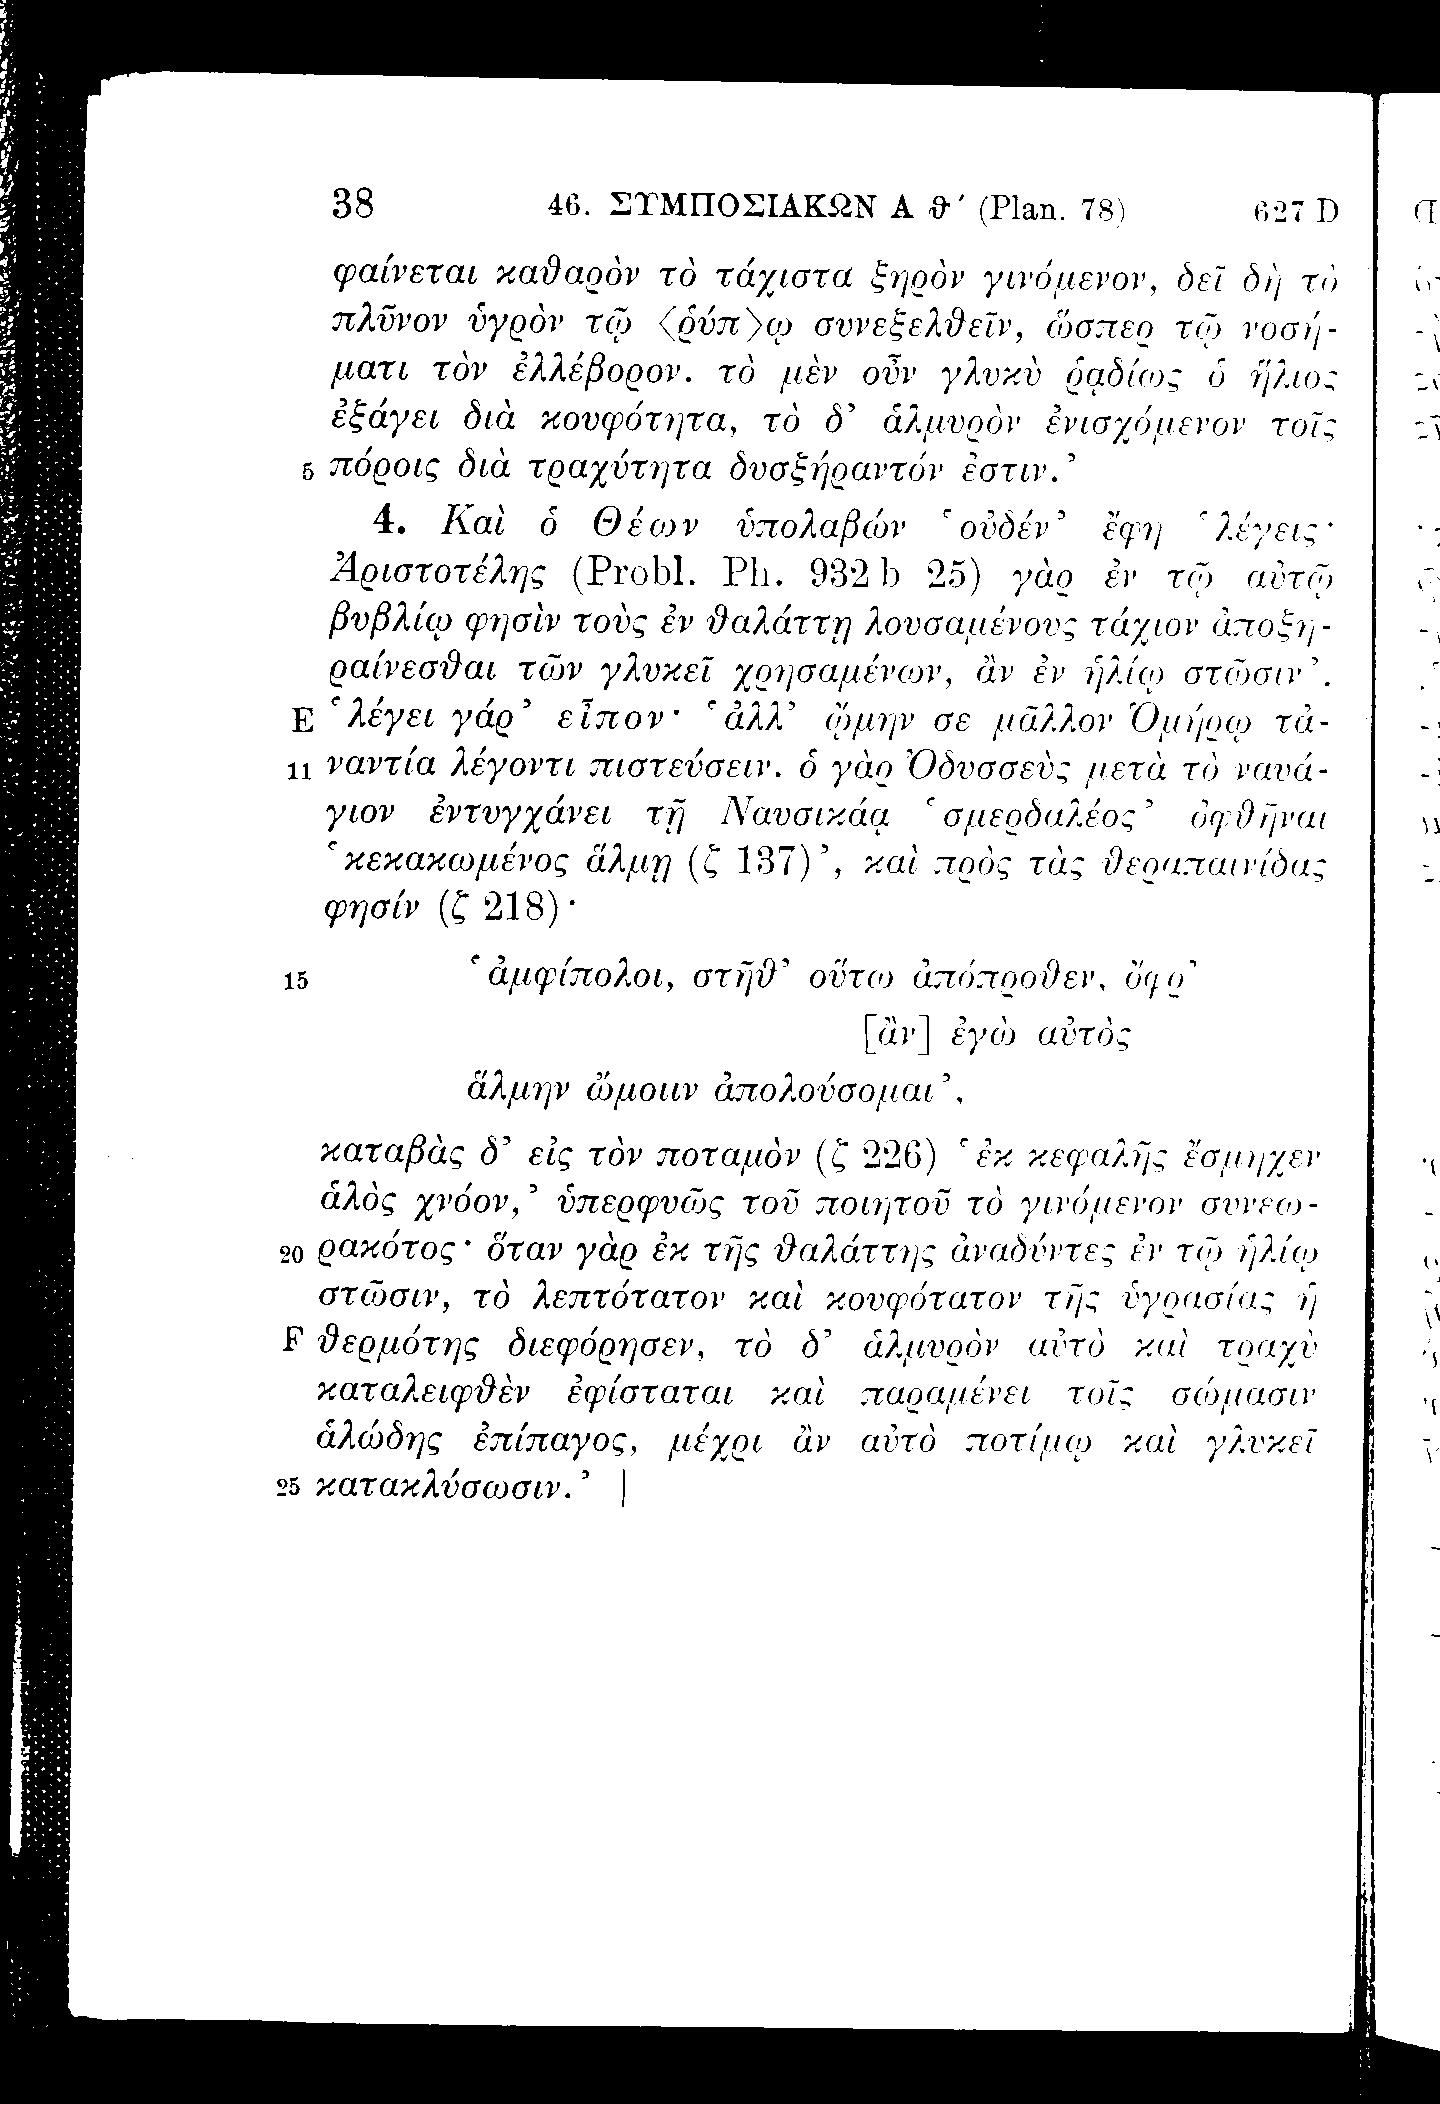 38 46. ΣΥΜΠΟΣΙΑΚΩΝ Α θ′ (Plan. 78) 627 D
φαίνεται καθαρὸν τὸ τάχιστα ξηρὸν γινόμενον, δεῖ δὴ τὸ
πλῦνον ὑγρὸν τῷ ⟨ῥύπ⟩ῳ συνεξελθεῖν, ὥσπερ τῷ νοσή-
ματι τὸν ἐλλέβορον. τὸ μὲν οὖν γλυκὺ ῥᾳδίως ὁ ἥλιος
ἐξάγει διὰ κουφότητα, τὸ δ’ ἁλμυρὸν ἐνισχόμενον τοῖς
5 πόροις διὰ τραχύτητα δυσξήραντόν ἐστιν.’
4. Καὶ ὁ Θέων ὑπολαβών ‘οὐδέν’ ἔφη ‘λέγεις·
Ἀριστοτέλης (Probl. Ph. 932 b 25) γὰρ ἐν τῷ αὐτῷ
βυβλίῳ φησὶν τοὺς ἐν θαλάττῃ λουσαμένους τάχιον ἀποξη-
ραίνεσθαι τῶν γλυκεῖ χρησαμένων, ἂν ἐν ἡλίῳ στῶσιν’.
E ‘λέγει γάρ’ εἶπον· ‘ἀλλ’ ᾤμην σε μᾶλλον Ὁμήρῳ τἀ-
11 ναντία λέγοντι πιστεύσειν. ὁ γὰρ Ὀδυσσεὺς μετὰ τὸ ναυά-
γιον ἐντυγχάνει τῇ Ναυσικάᾳ ‘σμερδαλέος’ ὀφθῆναι
‘κεκακωμένος ἅλμῃ (ζ 137)’, καὶ πρὸς τὰς θεραπαινίδας
φησίν (ζ 218)·
15 ‘ἀμφίπολοι, στῆθ’ οὕτω ἀπόπροθεν, ὄφρ’
[ἂν] ἐγὼ αὐτὸς
ἅλμην ὤμοιιν ἀπολούσομαι’,
καταβὰς δ’ εἰς τὸν ποταμὸν (ζ 226) ‘ἐκ κεφαλῆς ἔσμηχεν
ἁλὸς χνόον,’ ὑπερφυῶς τοῦ ποιητοῦ τὸ γινόμενον συνεω-
20 ρακότος· ὅταν γὰρ ἐκ τῆς θαλάττης ἀναδύντες ἐν τῷ ἡλίῳ
στῶσιν, τὸ λεπτότατον καὶ κουφότατον τῆς ὑγρασίας ἡ
F θερμότης διεφόρησεν, τὸ δ’ ἁλμυρὸν αὐτὸ καὶ τραχὺ
καταλειφθὲν ἐφίσταται καὶ παραμένει τοῖς σώμασιν
ἁλώδης ἐπίπαγος, μέχρι ἂν αὐτὸ ποτίμῳ καὶ γλυκεῖ
25 κατακλύσωσιν.’ |